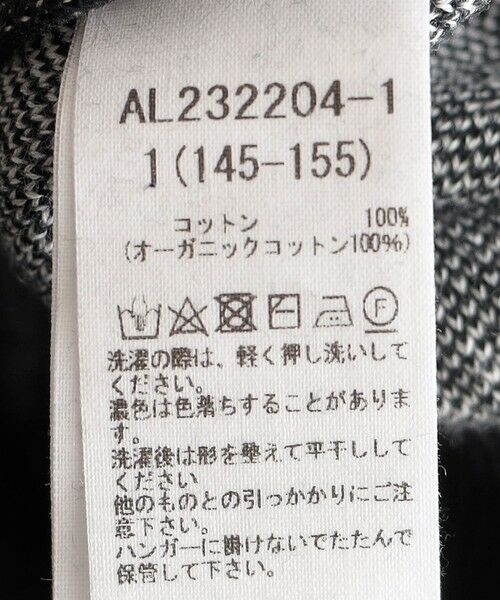 AL232204-1
1(145-155)
コットン 100%
(オーガニックコットン100%)
F
洗濯の際は、軽く押し洗いして
ください。
濃色は色落ちすることがありま
す。
洗濯後は形を整えて平干しして
ください
他のものとの引っかかりにご注
意下さい。
ハンガーに掛けないでたたんで
保管して下さい。